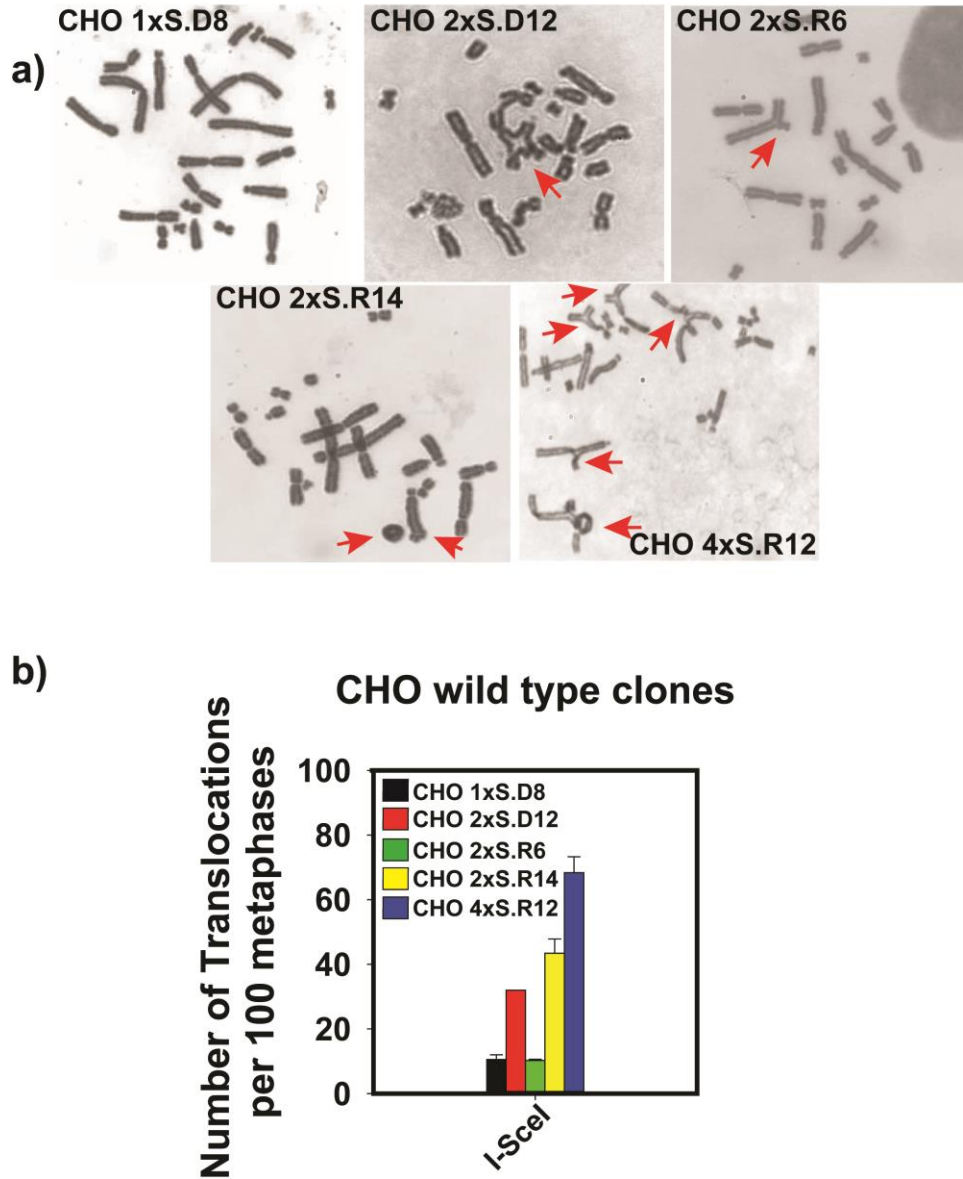 a)
CHO 1xS.D8
CHO 2xS.D12
CHO 2xS.R6
CHO 2xS.R14
CHO 4xS.R12
b)
CHO wild type clones
Number of Translocations
per 100 metaphases
100
80
60
40
20
0
CHO 1xS.D8
CHO 2xS.D12
CHO 2xS.R6
CHO 2xS.R14
CHO 4xS.R12
I-SceI